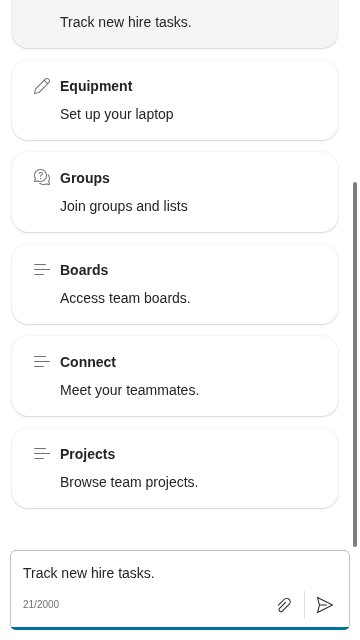 Track new hire tasks.
Equipment
Set up your laptop
Groups
Join groups and lists
Boards
Access team boards.
Connect
Meet your teammates.
Projects
Browse team projects.
Track new hire tasks.
21/2000